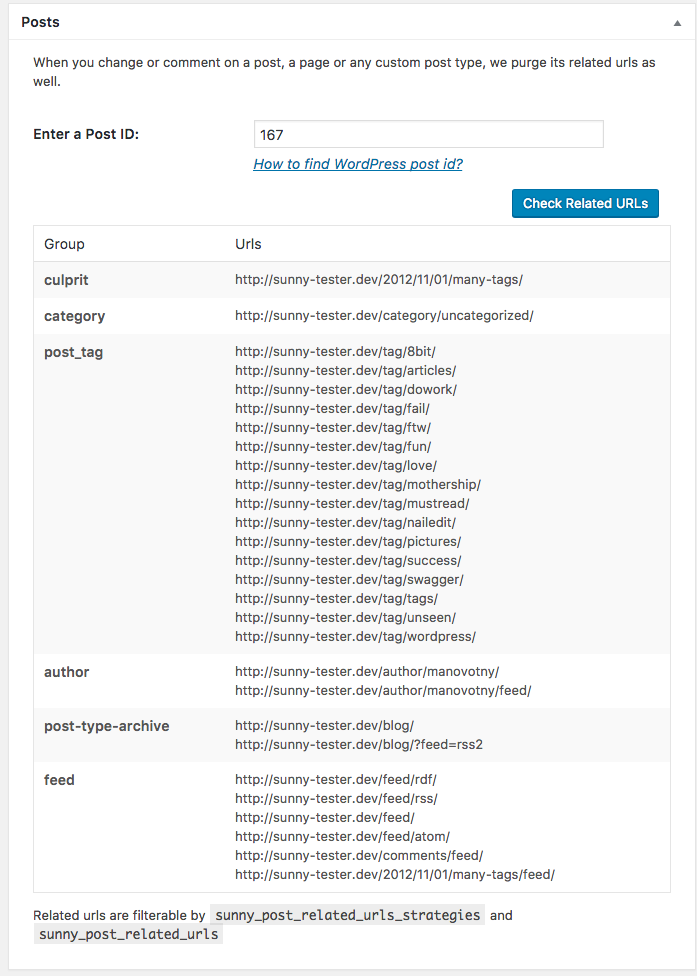 Posts
When you change or comment on a post, a page or any custom post type, we purge its related urls as
well.
Enter a Post ID:
167
How to find WordPress post id?
Check Related URLs
Group Urls
culprit http://sunny-tester.dev/2012/11/01/many-tags/
category http://sunny-tester.dev/category/uncategorized/
post_tag http://sunny-tester.dev/tag/8bit/
http://sunny-tester.dev/tag/articles/
http://sunny-tester.dev/tag/dowork/
http://sunny-tester.dev/tag/fail/
http://sunny-tester.dev/tag/ftw/
http://sunny-tester.dev/tag/fun/
http://sunny-tester.dev/tag/love/
http://sunny-tester.dev/tag/mothership/
http://sunny-tester.dev/tag/mustread/
http://sunny-tester.dev/tag/nailedit/
http://sunny-tester.dev/tag/pictures/
http://sunny-tester.dev/tag/success/
http://sunny-tester.dev/tag/swagger/
http://sunny-tester.dev/tag/tags/
http://sunny-tester.dev/tag/unseen/
http://sunny-tester.dev/tag/wordpress/
author http://sunny-tester.dev/author/manovotny/
http://sunny-tester.dev/author/manovotny/feed/
post-type-archive http://sunny-tester.dev/blog/
http://sunny-tester.dev/blog/?feed=rss2
feed http://sunny-tester.dev/feed/rdf/
http://sunny-tester.dev/feed/rss/
http://sunny-tester.dev/feed/
http://sunny-tester.dev/feed/atom/
http://sunny-tester.dev/comments/feed/
http://sunny-tester.dev/2012/11/01/many-tags/feed/
Related urls are filterable by sunny_post_related_urls_strategies and
sunny_post_related_urls